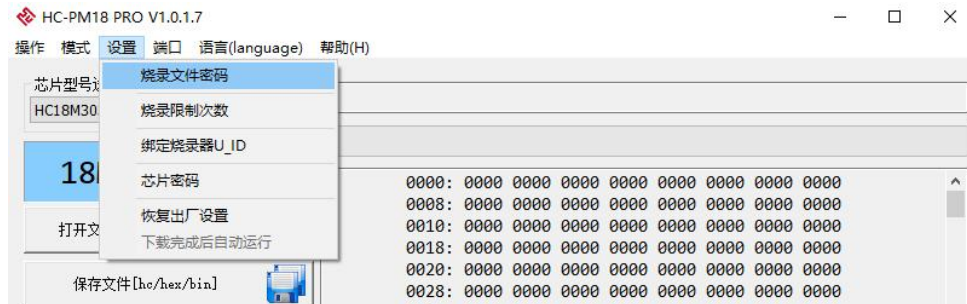 HC-PM18 PRO V1.0.1.7
操作 模式 设置 端口 语言(language) 帮助(H)
芯片型号
烧录文件密码
HC18M30
烧录限制次数
绑定烧录器U_ID
18
芯片密码
0000: 0000 0000 0000 0000 0000 0000 0000 0000
0008: 0000 0000 0000 0000 0000 0000 0000 0000
打开文
恢复出厂设置
0010: 0000 0000 0000 0000 0000 0000 0000 0000
下载完成后自动运行
0018: 0000 0000 0000 0000 0000 0000 0000 0000
保存文件[hc/hex/bin]
0020: 0000 0000 0000 0000 0000 0000 0000 0000
0028: 0000 0000 0000 0000 0000 0000 0000 0000